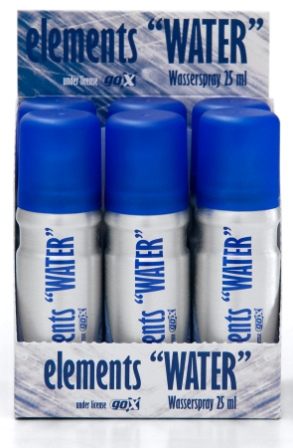 elements “WATER”
under license goX
Wasserspray 25 ml
“WATER”
“WATER”
elements “WATER”
elements “WATER”
under license goX
Wasserspray 25 ml